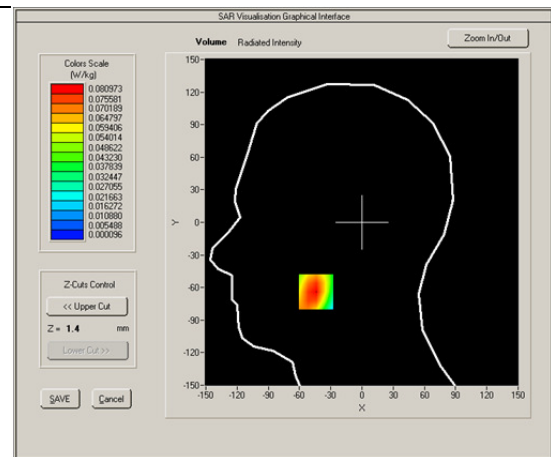 SAR Visualisation Graphical Interface
Volume Radiated Intensity
Zoom In/Out
Colors Scale
(W/kg)
0.080973
0.075581
0.070189
0.064797
0.059406
0.054014
0.048622
0.043230
0.037839
0.032447
0.027055
0.021663
0.016272
0.010880
0.005488
0.000096
Z-Cuts Control
<< Upper Cut
Z = 1.4 mm
Lower Cut >>
SAVE
Cancel
150-
120-
90-
60-
30-
0-
-30-
-60-
-90-
-120-
-150-
Y
-150 -120 -90 -60 -30 0 30 60 90 120 150
X